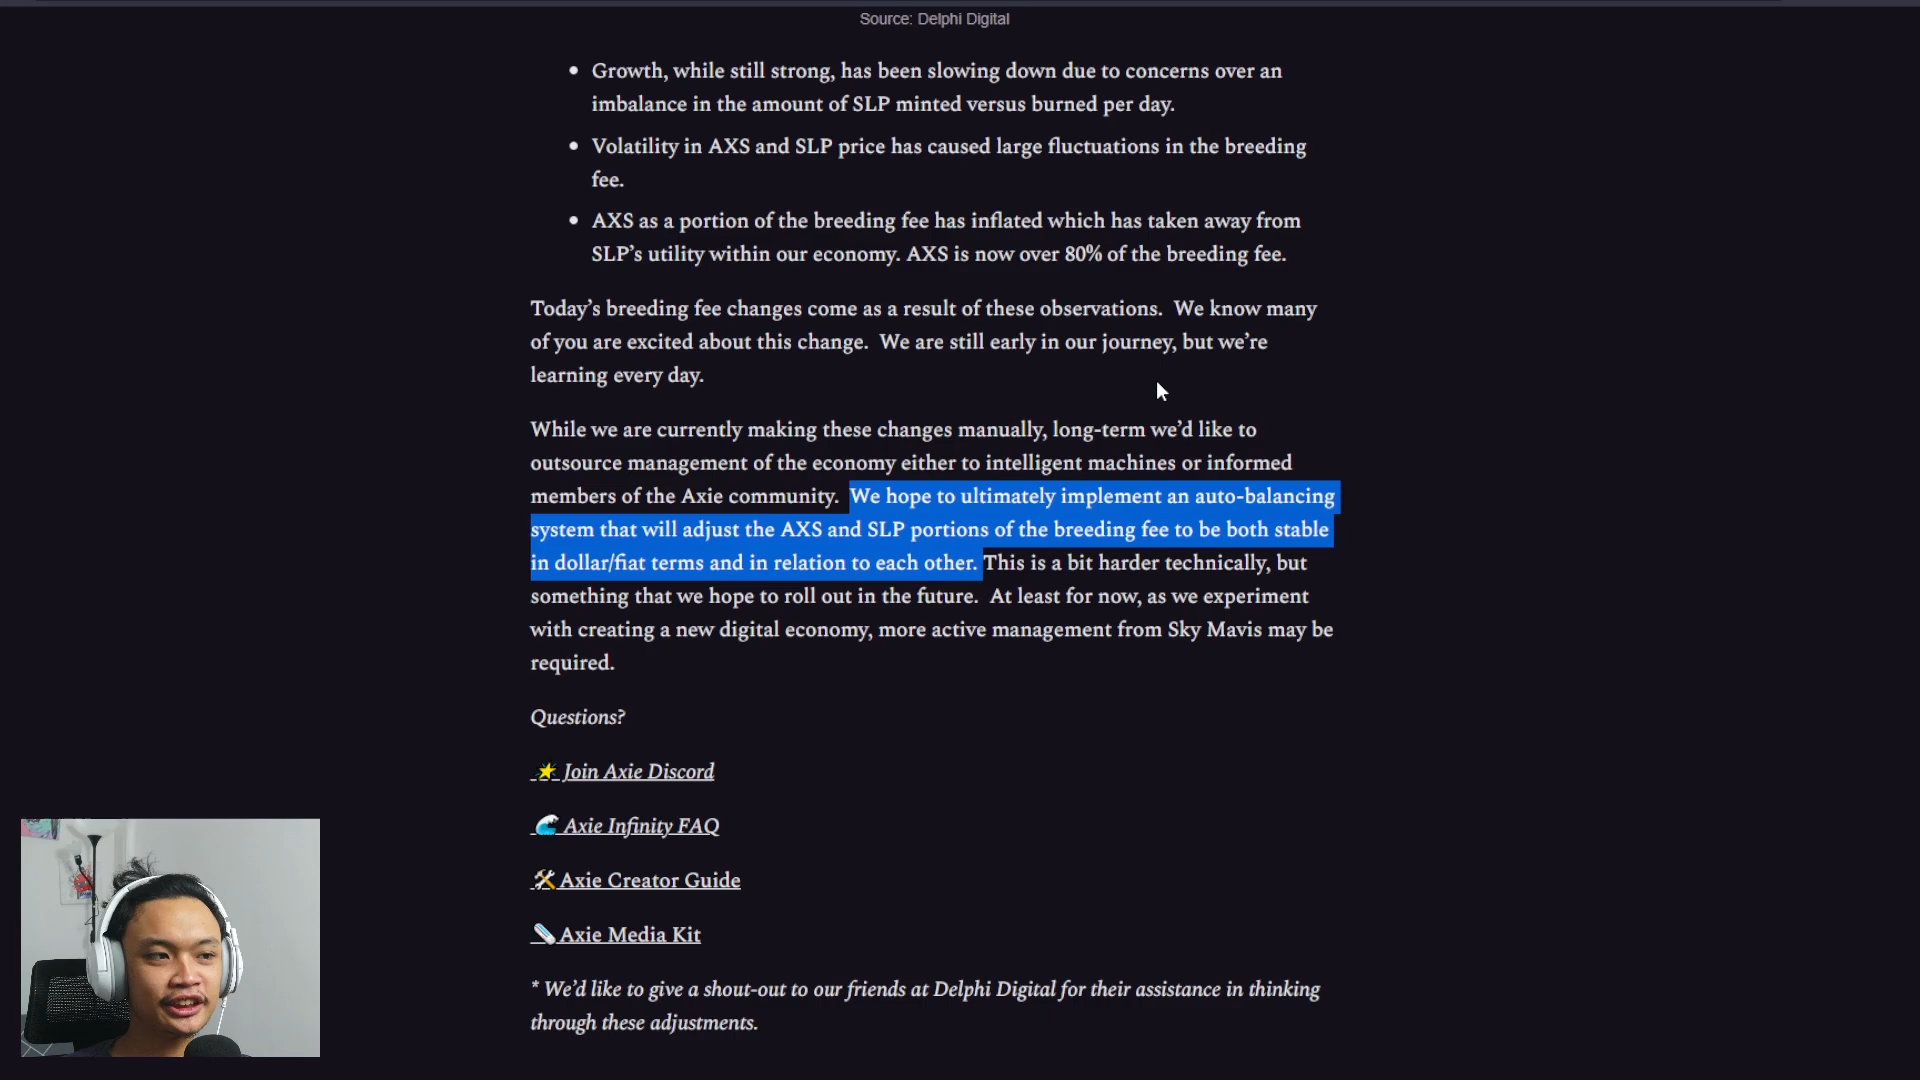 Source: Delphi Digital
• Growth, while still strong, has been slowing down due to concerns over an
imbalance in the amount of SLP minted versus burned per day.
• Volatility in AXS and SLP price has caused large fluctuations in the breeding
fee.
• AXS as a portion of the breeding fee has inflated which has taken away from
SLP’s utility within our economy. AXS is now over 80% of the breeding fee.
Today’s breeding fee changes come as a result of these observations.  We know many
of you are excited about this change.  We are still early in our journey, but we’re
learning every day.
While we are currently making these changes manually, long-term we’d like to
outsource management of the economy either to intelligent machines or informed
members of the Axie community.  We hope to ultimately implement an auto-balancing
system that will adjust the AXS and SLP portions of the breeding fee to be both stable
in dollar/fiat terms and in relation to each other. This is a bit harder technically, but
something that we hope to roll out in the future.  At least for now, as we experiment
with creating a new digital economy, more active management from Sky Mavis may be
required.
Questions?
Join Axie Discord
Axie Infinity FAQ
Axie Creator Guide
Axie Media Kit
* We’d like to give a shout-out to our friends at Delphi Digital for their assistance in thinking
through these adjustments.